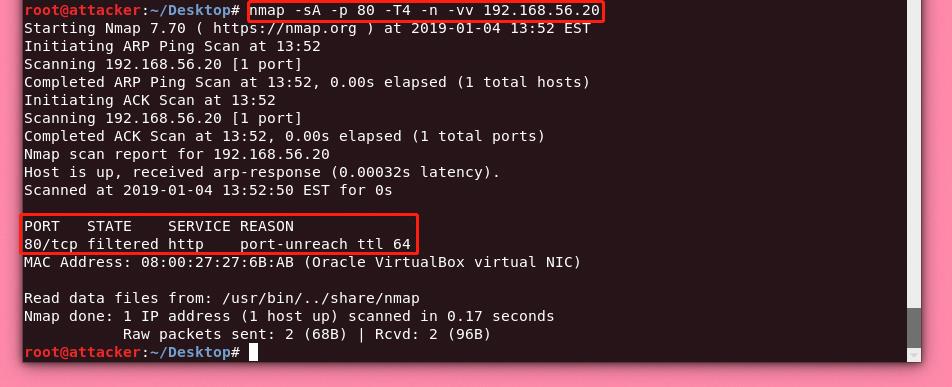 root@attacker:~/Desktop# nmap -sA -p 80 -T4 -n -vv 192.168.56.20
Starting Nmap 7.70 ( https://nmap.org ) at 2019-01-04 13:52 EST
Initiating ARP Ping Scan at 13:52
Scanning 192.168.56.20 [1 port]
Completed ARP Ping Scan at 13:52, 0.00s elapsed (1 total hosts)
Initiating ACK Scan at 13:52
Scanning 192.168.56.20 [1 port]
Completed ACK Scan at 13:52, 0.00s elapsed (1 total ports)
Nmap scan report for 192.168.56.20
Host is up, received arp-response (0.00032s latency).
Scanned at 2019-01-04 13:52:50 EST for 0s
PORT   STATE    SERVICE REASON
80/tcp filtered http    port-unreach ttl 64
MAC Address: 08:00:27:27:6B:AB (Oracle VirtualBox virtual NIC)
Read data files from: /usr/bin/../share/nmap
Nmap done: 1 IP address (1 host up) scanned in 0.17 seconds
           Raw packets sent: 2 (68B) | Rcvd: 2 (96B)
root@attacker:~/Desktop#